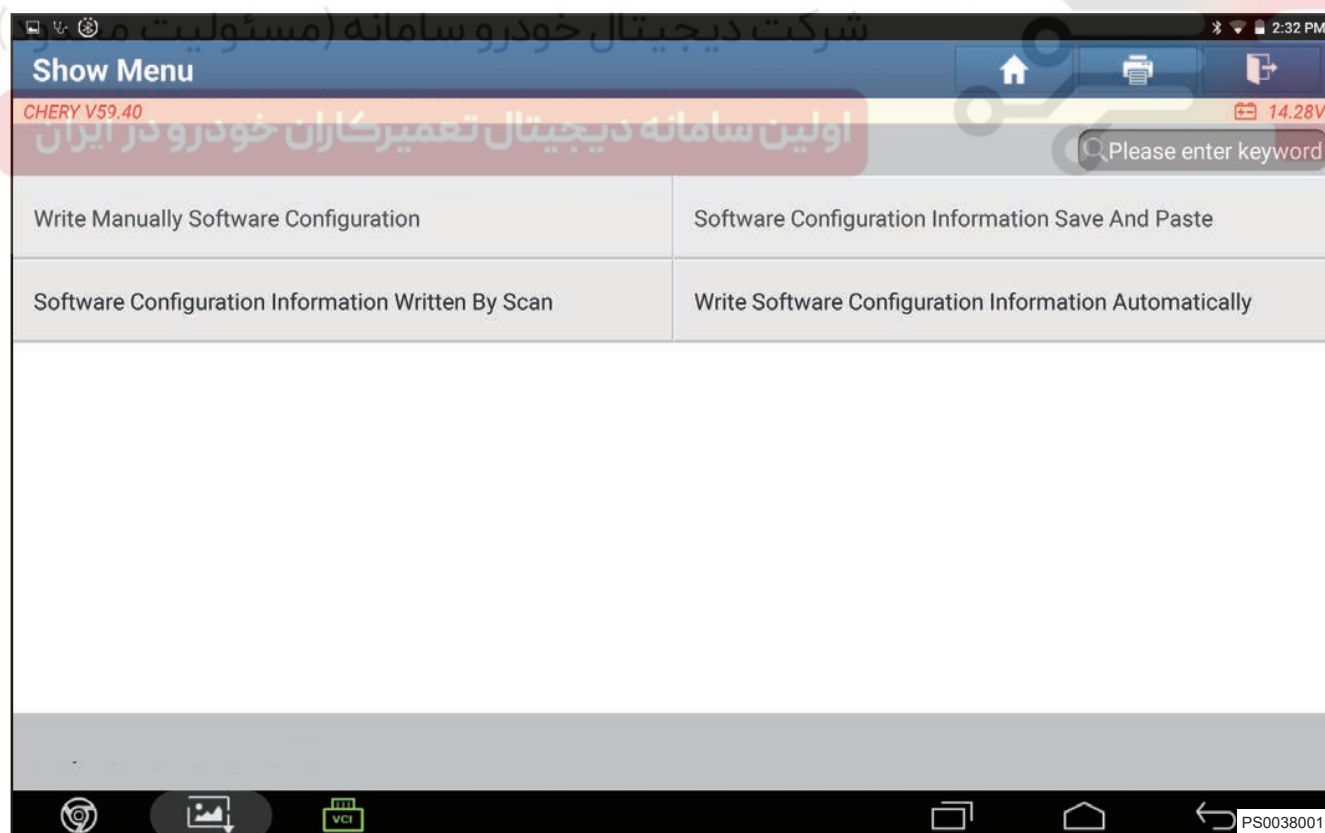 شرکت دیجیتال خودرو سامانه (مسئولیت محدود)
2:32 PM
Show Menu
CHERY V59.40
14.28V
اولین سامانه دیجیتال تعمیرکاران خودرو در ایران
Please enter keyword
Write Manually Software Configuration
Software Configuration Information Save And Paste
Software Configuration Information Written By Scan
Write Software Configuration Information Automatically
VCI
PS0038001